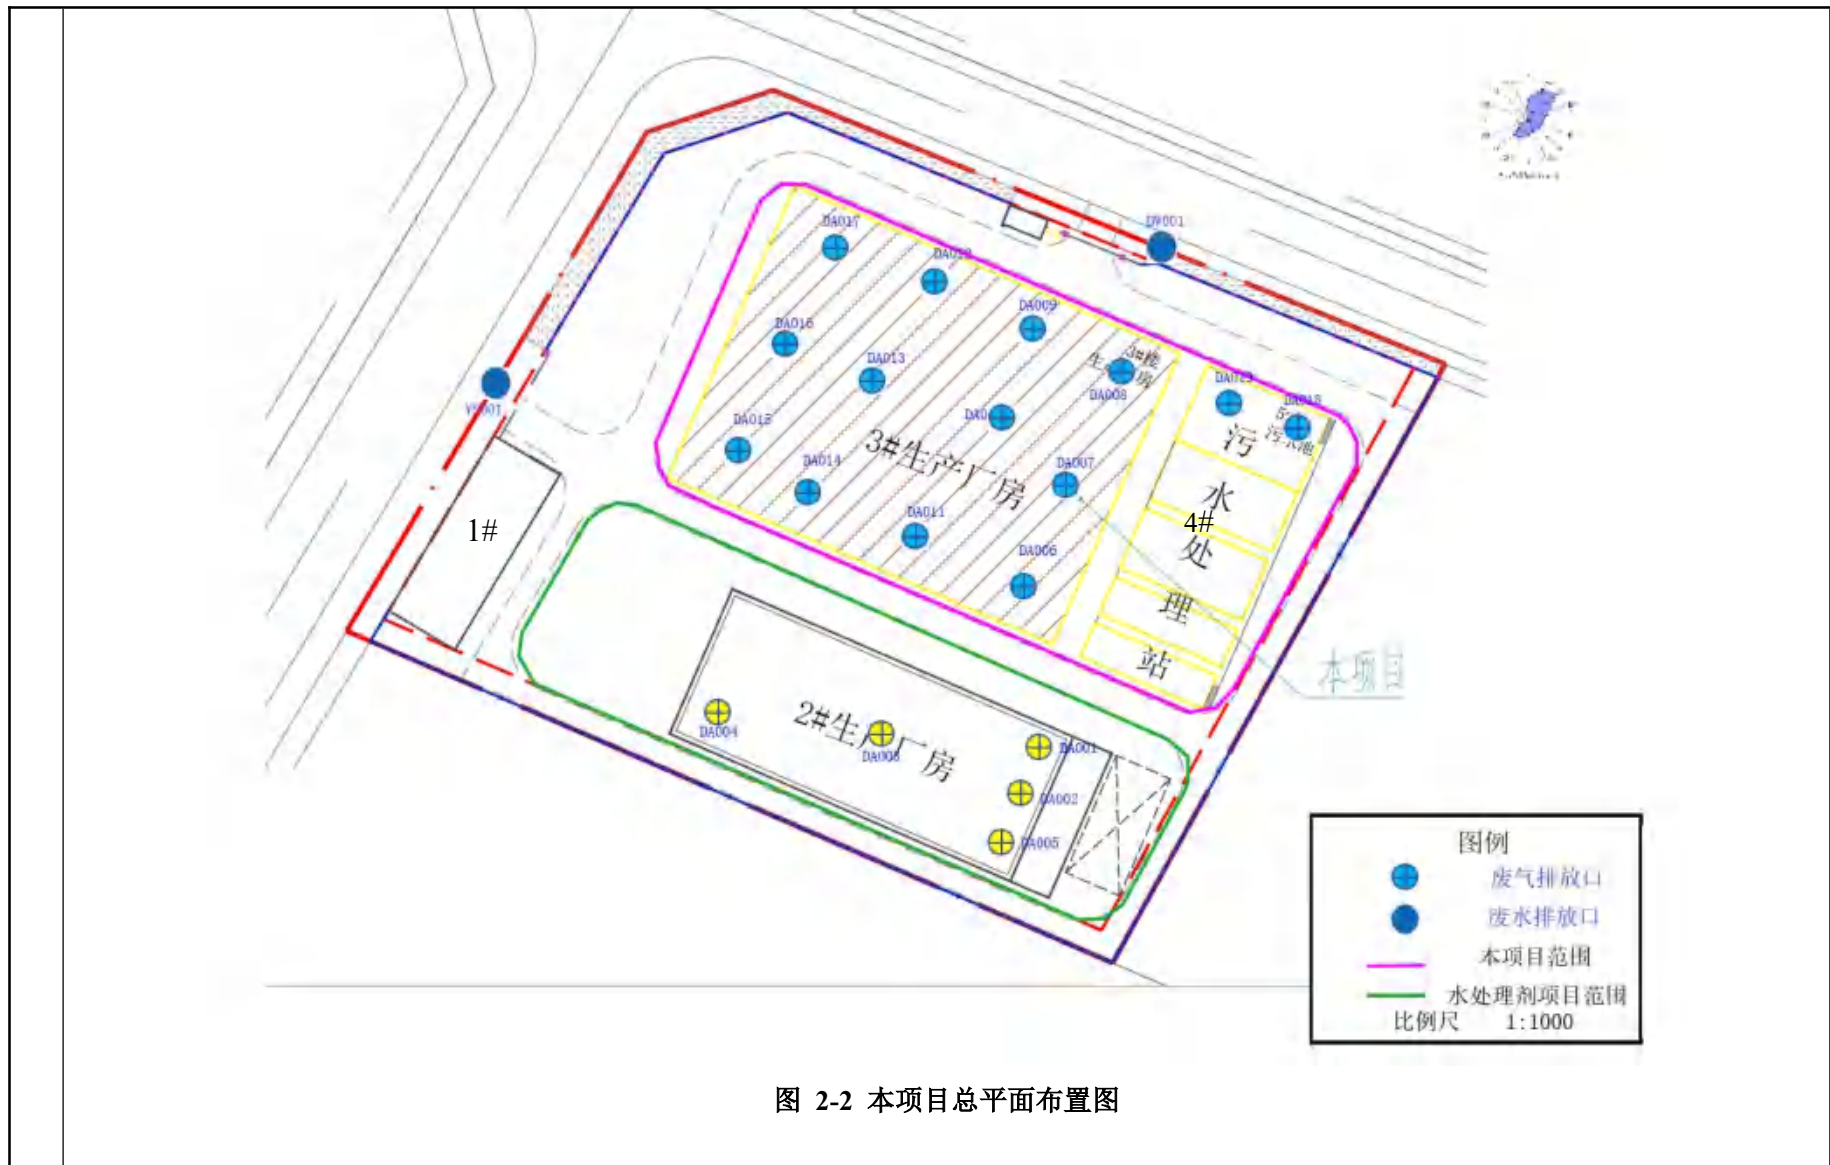 DA017
DW001
DA009
DA016
3#楼
DA013
DA008
DA018
DA015
3#生产厂房
DA007
DA014
DA011
DA006
污
水
4#
处
理
站
1#
本项目
2#生产厂房
DA004
DA001
DA002
DA005
图例
废气排放口
废水排放口
本项目范围
水处理剂项目范围
比例尺 1:1000
图 2-2 本项目总平面布置图